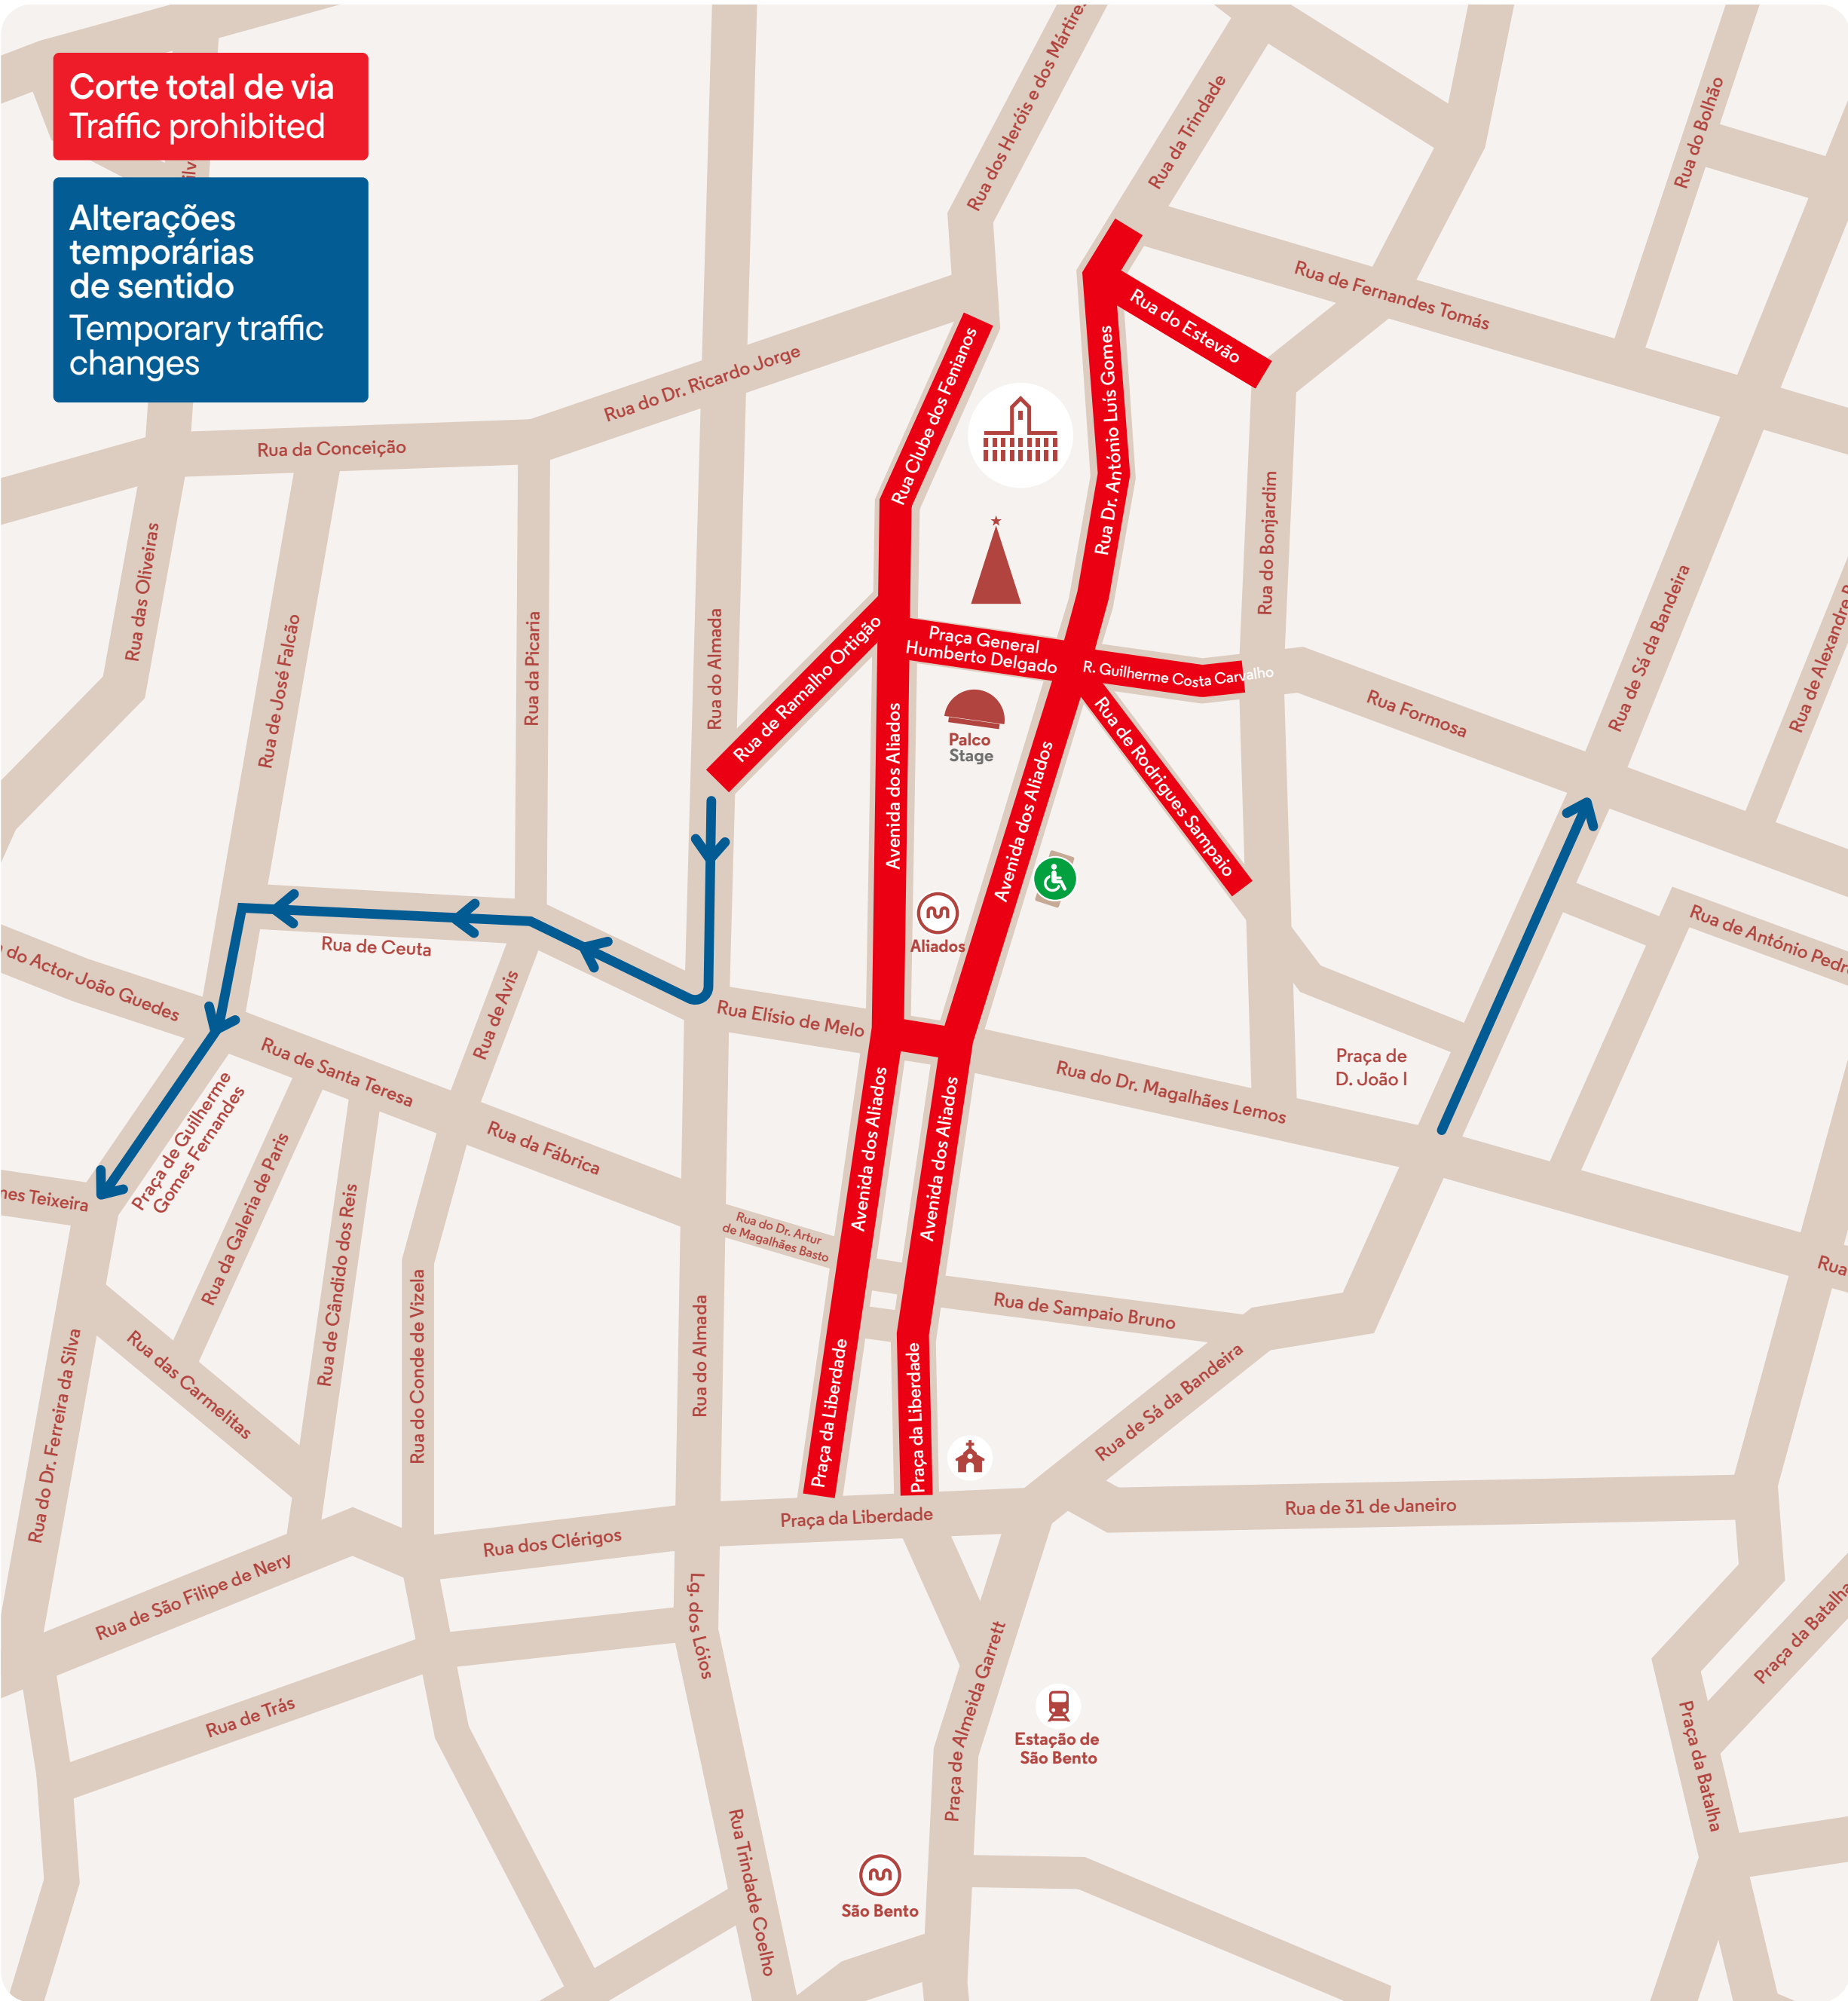 Corte total de via
Traffic prohibited
Alterações
temporárias
de sentido
Temporary traffic
changes
Rua dos Heróis e dos Mártires
Rua da Trindade
Rua do Bolhão
Rua de Fernandes Tomás
Rua do Estevão
Rua do Dr. Ricardo Jorge
Rua da Conceição
Rua Clube dos Fenianos
Rua Dr. António Luís Gomes
Rua do Bonjardim
Rua das Oliveiras
Rua de José Falcão
Rua da Picaria
Rua do Almada
Rua de Ramalho Ortigão
Praça General
Humberto Delgado
R. Guilherme Costa Carvalho
Rua de Sá da Bandeira
Rua de Alexandre
Rua Formosa
Palco
Stage
Avenida dos Aliados
Avenida dos Aliados
Rua de Rodrigues Sampaio
Aliados
Rua de António Pedro
Rua de Ceuta
do Actor João Guedes
Rua de Avis
Rua Elísio de Melo
Rua de Santa Teresa
Rua do Dr. Magalhães Lemos
Praça de
D. João I
Praça de Guilherme
Gomes Fernandes
Rua da Fábrica
Avenida dos Aliados
Avenida dos Aliados
mes Teixeira
Rua da Galeria de Paris
Rua de Cândido dos Reis
Rua do Dr. Artur
de Magalhães Basto
Rua
Rua de Sampaio Bruno
Rua do Conde de Vizela
Rua do Almada
Rua das Carmelitas
Rua do Dr. Ferreira da Silva
Praça da Liberdade
Praça da Liberdade
Rua de Sá da Bandeira
Praça da Liberdade
Rua de 31 de Janeiro
Rua dos Clérigos
Rua de São Filipe de Nery
Lg. dos Lóios
Praça da Batalha
Rua de Trás
Praça de Almeida Garrett
Estação de
São Bento
Praça da Batalha
Rua Trindade Coelho
São Bento